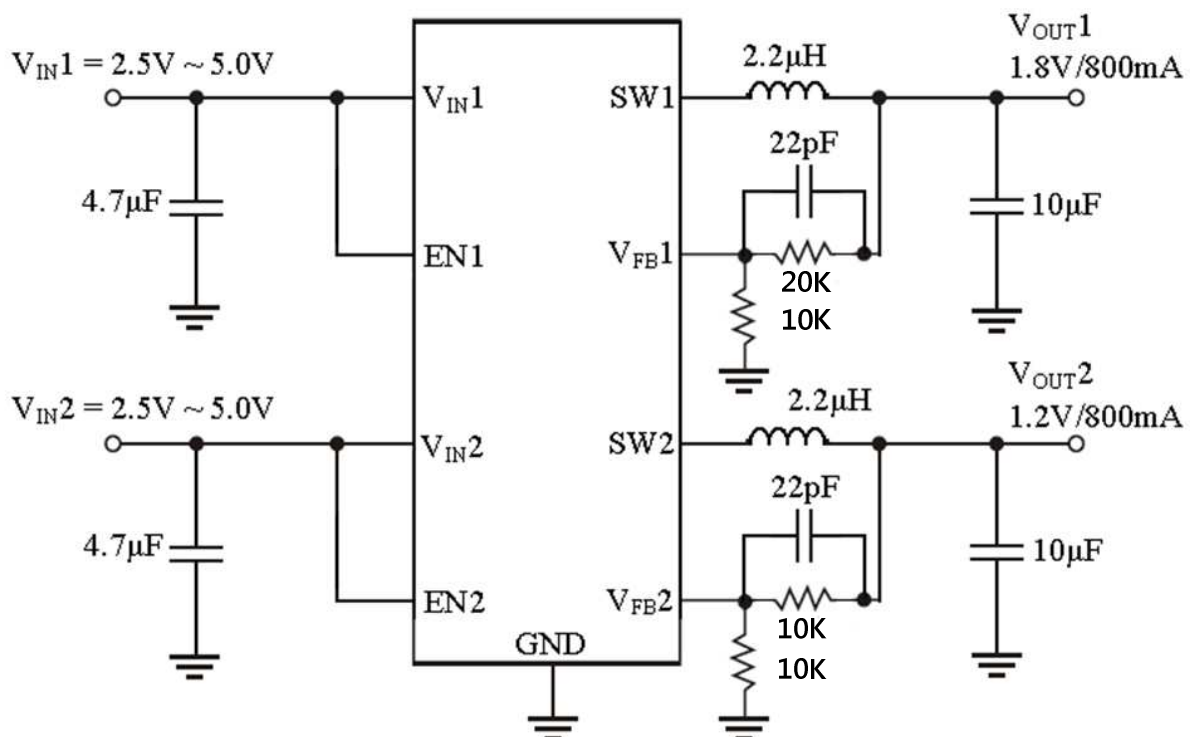 V_IN1 = 2.5V ~ 5.0V
4.7µF
V_IN1
EN1
SW1
V_FB1
2.2µH
22pF
20K
10K
V_OUT1
1.8V/800mA
10µF
V_IN2 = 2.5V ~ 5.0V
4.7µF
V_IN2
EN2
GND
SW2
V_FB2
2.2µH
22pF
10K
10K
V_OUT2
1.2V/800mA
10µF